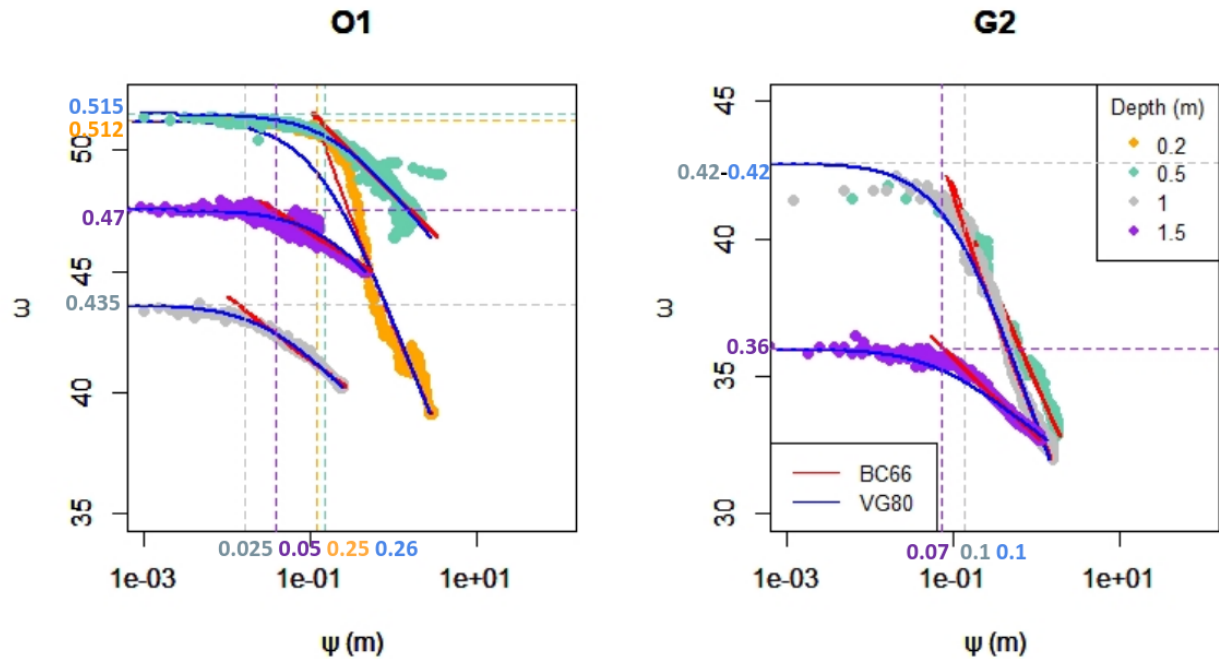 O1
0.515
0.512
50
0.47
45
0.435
40
35
ω
0.025 0.05 0.25 0.26
1e-03 1e-01 1e+01
ψ (m)
G2
45
0.42-0.42
40
0.36
35
30
ω
Depth (m)
0.2
0.5
1
1.5
BC66
VG80
0.07 0.1 0.1
1e-03 1e-01 1e+01
ψ (m)